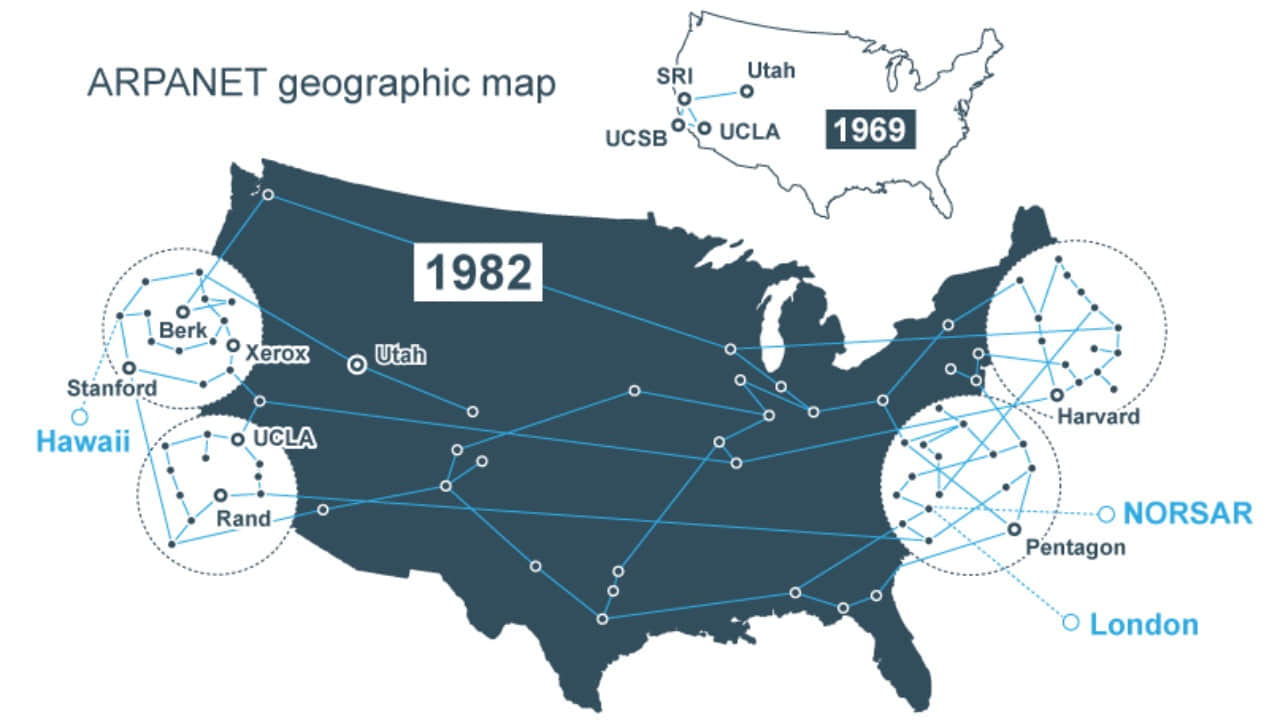 ARPANET geographic map
SRI
Utah
UCSB
UCLA
1969
1982
Berk
Xerox
Utah
Stanford
Hawaii
UCLA
Rand
Harvard
NORSAR
Pentagon
London